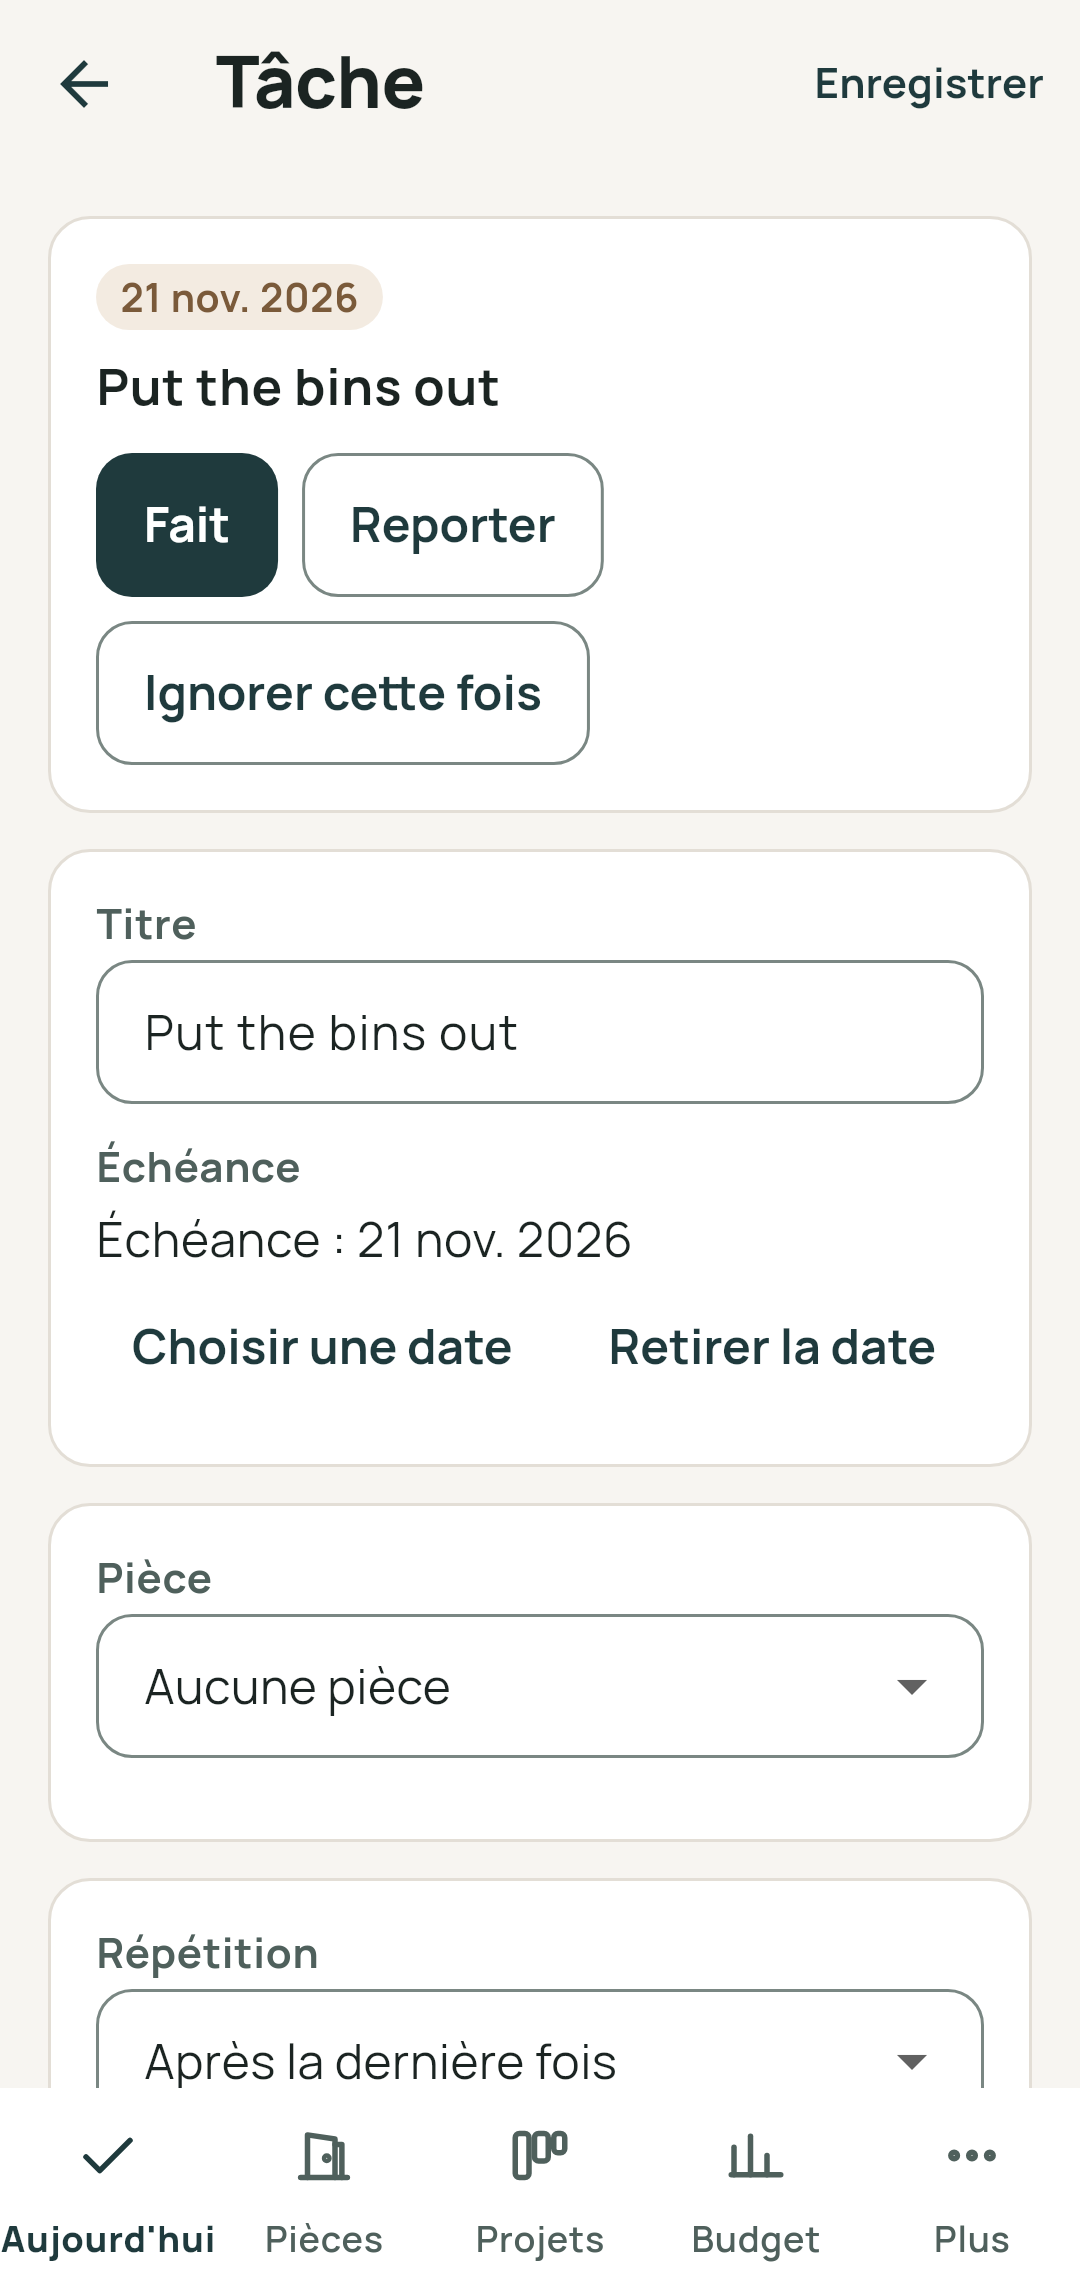 Tâche
Enregistrer
21 nov. 2026
Put the bins out
Fait
Reporter
Ignorer cette fois
Titre
Put the bins out
Échéance
Échéance : 21 nov. 2026
Choisir une date
Retirer la date
Pièce
Aucune pièce
Répétition
Après la dernière fois
Aujourd'hui
Pièces
Projets
Budget
Plus